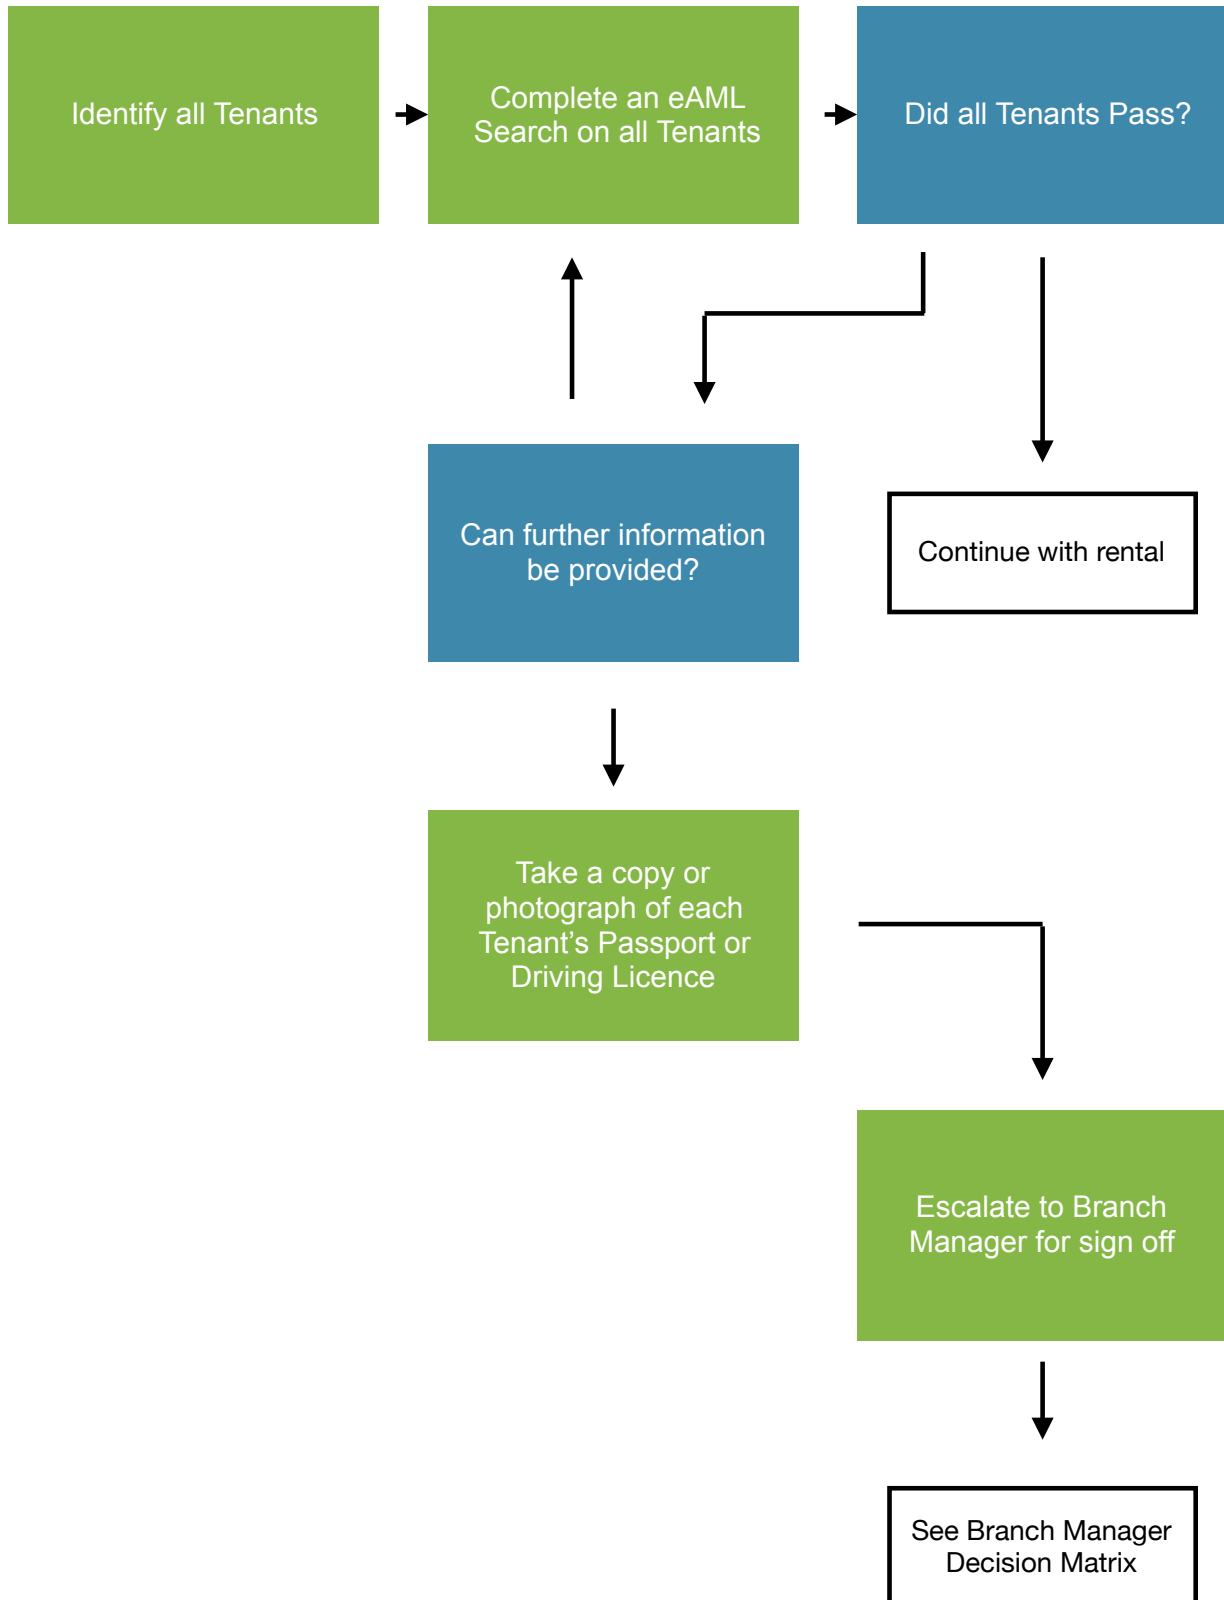 Identify all Tenants
Complete an eAML
Search on all Tenants
Did all Tenants Pass?
Can further information
be provided?
Continue with rental
Take a copy or
photograph of each
Tenant’s Passport or
Driving Licence
Escalate to Branch
Manager for sign off
See Branch Manager
Decision Matrix